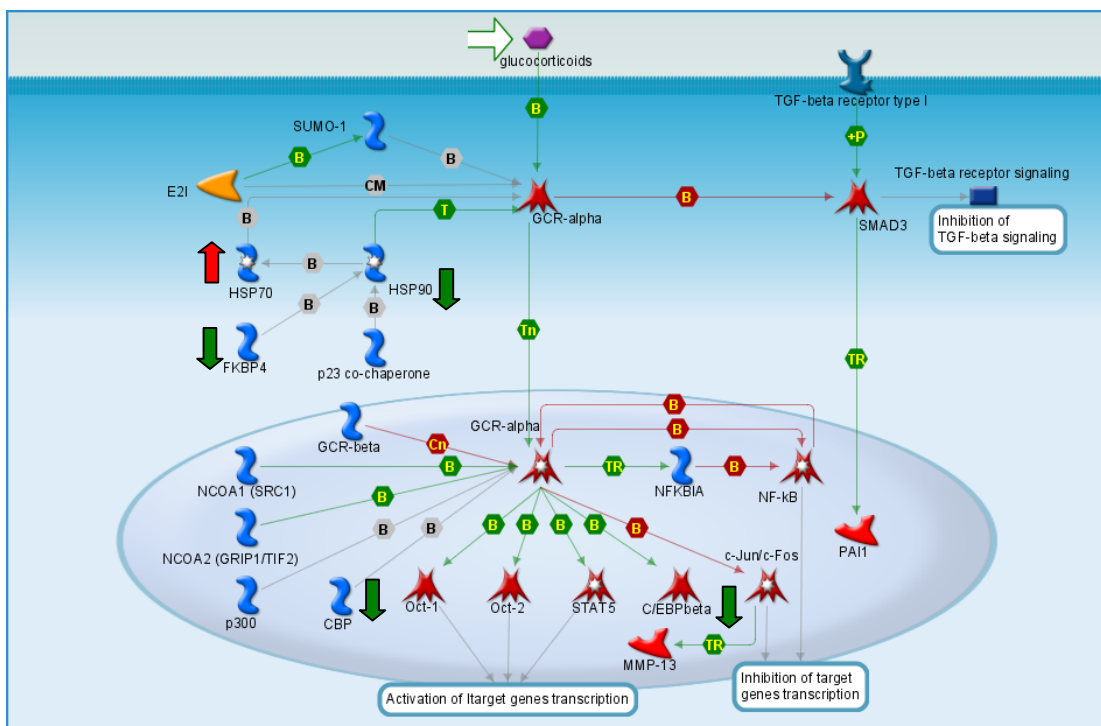 glucocorticoids
TGF-beta receptor type I
B
+P
SUMO-1
B
B
E2I
CM
TGF-beta receptor signaling
B
T
GCR-alpha
B
SMAD3
Inhibition of
TGF-beta signaling
HSP70
B
HSP90
B
B
FKBP4
p23 co-chaperone
Tn
TR
GCR-beta
Cn
GCR-alpha
B
B
NCOA1 (SRC1)
B
TR
NFKBIA
B
NF-kB
NCOA2 (GRIP1/TIF2)
B
B
B
B
B
B
B
B
PAI1
p300
CBP
Oct-1
Oct-2
STAT5
C/EBPbeta
c-Jun/c-Fos
MMP-13
TR
Activation of ltarget genes transcription
Inhibition of target
genes transcription